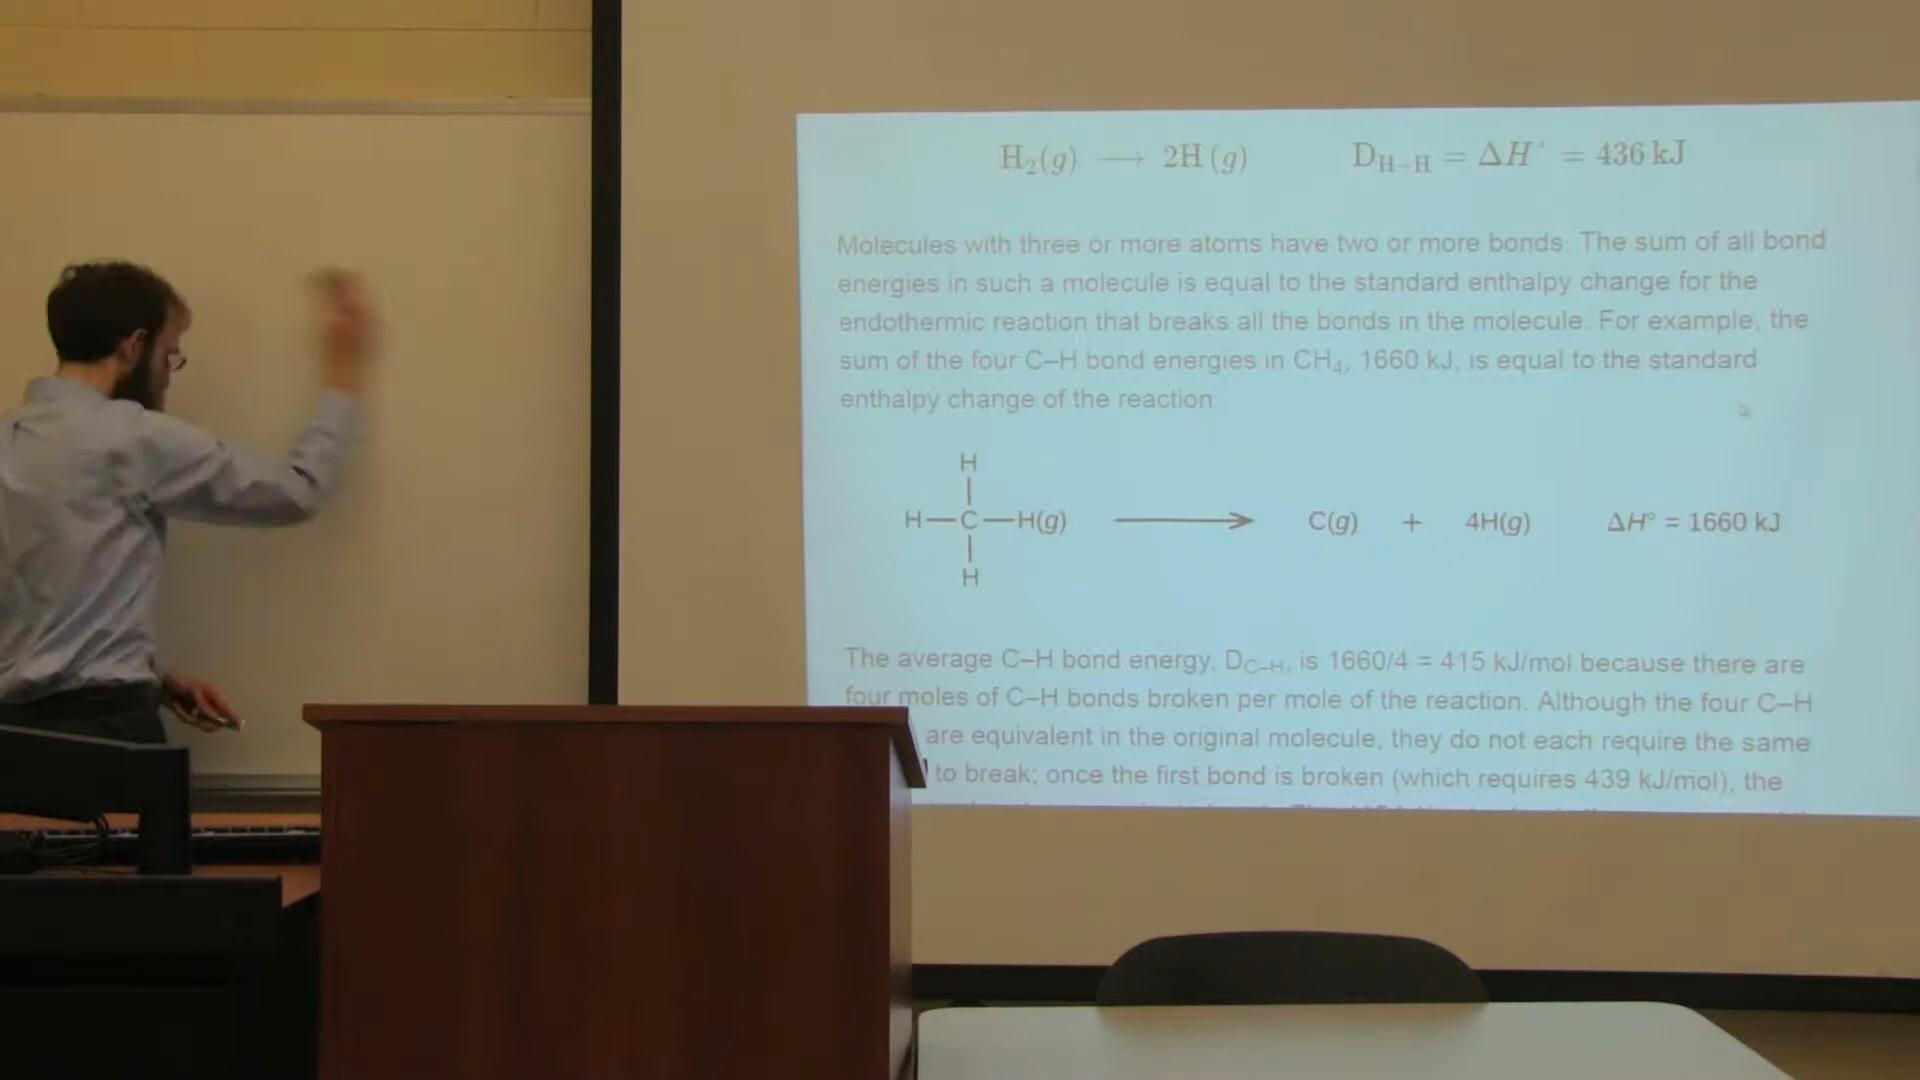 H₂(g) ⟶ 2H (g) D_H–H = ΔH° = 436 kJ
Molecules with three or more atoms have two or more bonds. The sum of all bond
energies in such a molecule is equal to the standard enthalpy change for the
endothermic reaction that breaks all the bonds in the molecule. For example, the
sum of the four C–H bond energies in CH₄, 1660 kJ, is equal to the standard
enthalpy change of the reaction
H
H—C—H(g) ⟶ C(g) + 4H(g) ΔH° = 1660 kJ
H
The average C–H bond energy, D_C–H, is 1660/4 = 415 kJ/mol because there are
four moles of C–H bonds broken per mole of the reaction. Although the four C–H
are equivalent in the original molecule, they do not each require the same
to break; once the first bond is broken (which requires 439 kJ/mol), the